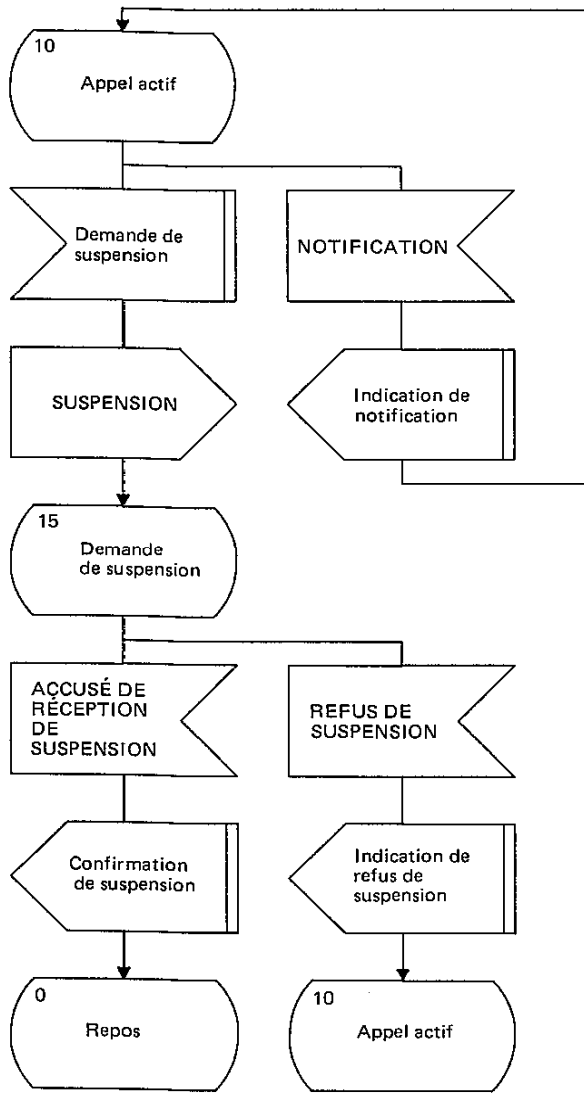 10
Appel actif
Demande de
suspension
NOTIFICATION
SUSPENSION
Indication de
notification
15
Demande
de suspension
ACCUSÉ DE
RÉCEPTION
DE
SUSPENSION
REFUS DE
SUSPENSION
Confirmation
de suspension
Indication de
refus de
suspension
0
Repos
10
Appel actif